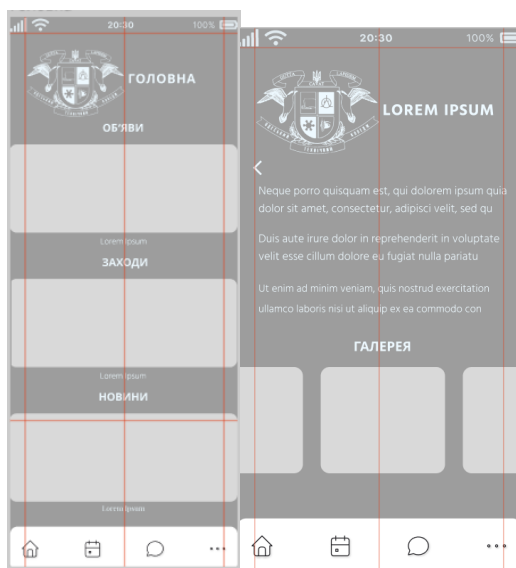 20:30
100%
ГОЛОВНА
ОБ'ЯВИ
Lorem Ipsum
ЗАХОДИ
Lorem Ipsum
НОВИНИ
Lorem Ipsum
20:30
100%
LOREM IPSUM
Neque porro quisquam est, qui dolorem ipsum quia
dolor sit amet, consectetur, adipisci velit, sed qu
Duis aute irure dolor in reprehenderit in voluptate
velit esse cillum dolore eu fugiat nulla pariatu
Ut enim ad minim veniam, quis nostrud exercitation
ullamco laboris nisi ut aliquip ex ea commodo con
ГАЛЕРЕЯ